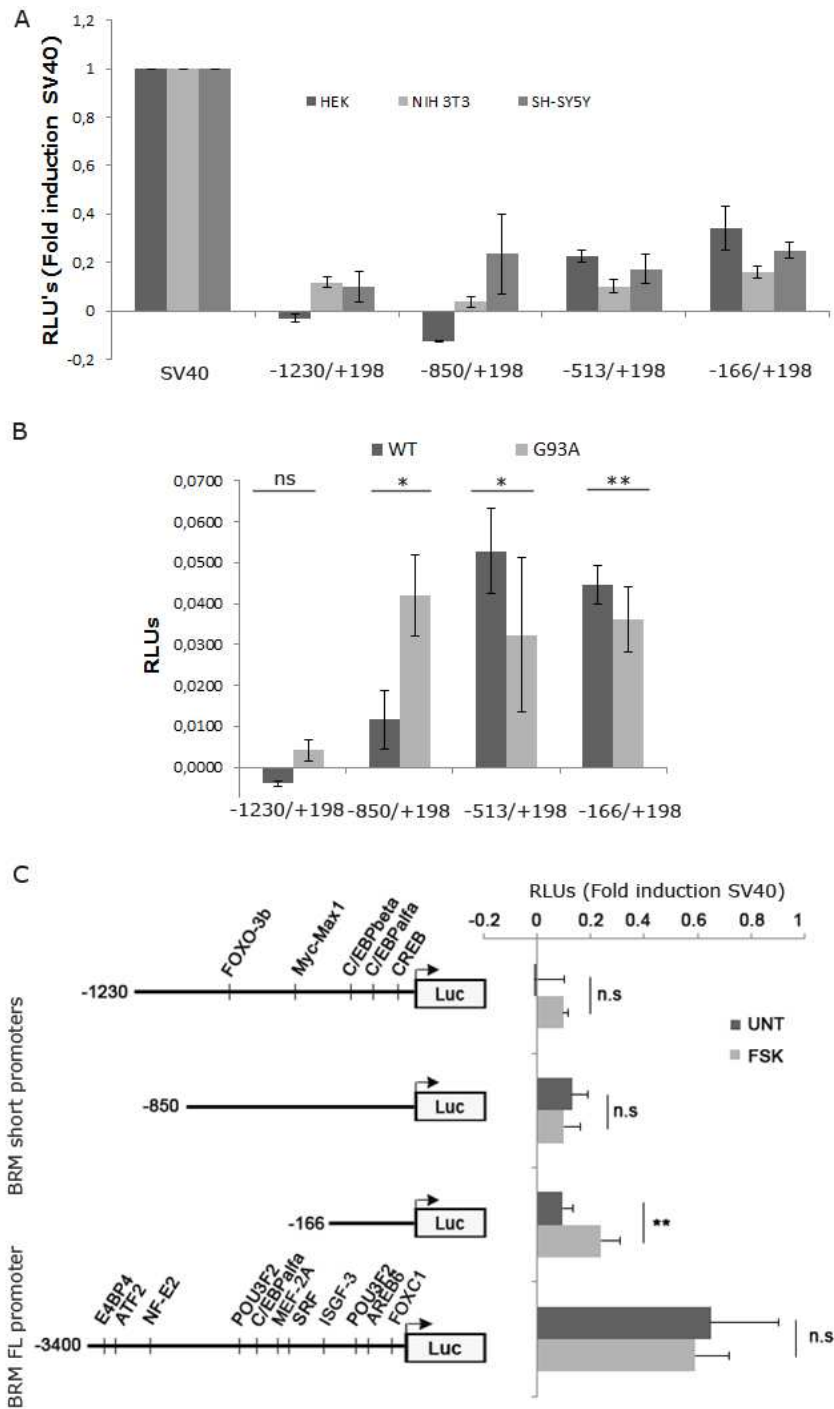 A
RLU's (Fold induction SV40)
1,2
1
0,8
0,6
0,4
0,2
0
-0,2
HEK NIH 3T3 SH-SY5Y
SV40 -1230/+198 -850/+198 -513/+198 -166/+198
B
WT G93A
RLUs
0,0700
0,0600
0,0500
0,0400
0,0300
0,0200
0,0100
0,0000
ns * * **
-1230/+198 -850/+198 -513/+198 -166/+198
C
RLUs (Fold induction SV40)
-0.2 0 0.2 0.4 0.6 0.8 1
BRM short promoters
FOXO-3b Myc-Max1 C/EBPbeta C/EBPalfa CREB
-1230 Luc n.s
UNT
FSK
-850 Luc n.s
-166 Luc **
BRM FL promoter
E4BP4 ATF2 NF-E2 POU3F2 C/EBPalfa MEF-2A SRF ISGF-3 POU3F2 AREB6 FOXC1
-3400 Luc n.s